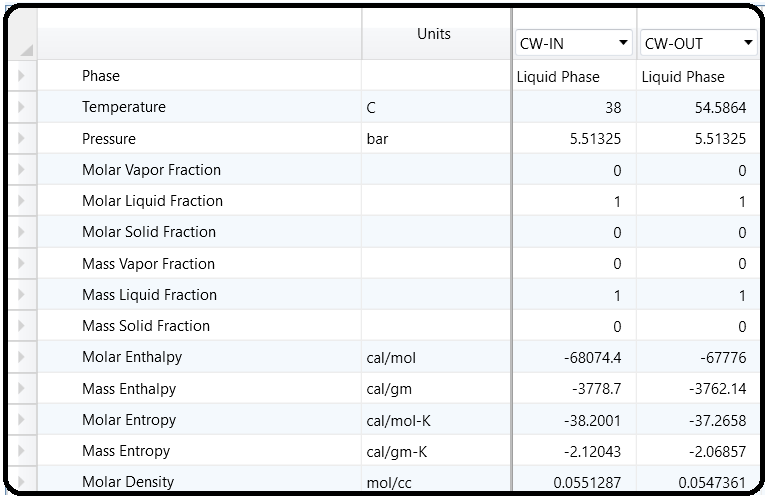 Units CW-IN CW-OUT
Phase Liquid Phase Liquid Phase
Temperature C 38 54.5864
Pressure bar 5.51325 5.51325
Molar Vapor Fraction 0 0
Molar Liquid Fraction 1 1
Molar Solid Fraction 0 0
Mass Vapor Fraction 0 0
Mass Liquid Fraction 1 1
Mass Solid Fraction 0 0
Molar Enthalpy cal/mol -68074.4 -67776
Mass Enthalpy cal/gm -3778.7 -3762.14
Molar Entropy cal/mol-K -38.2001 -37.2658
Mass Entropy cal/gm-K -2.12043 -2.06857
Molar Density mol/cc 0.0551287 0.0547361